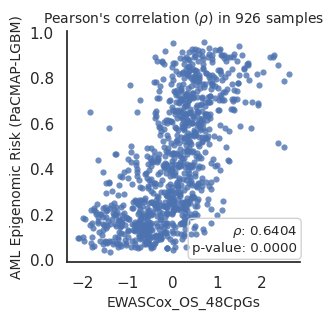 Pearson's correlation (ρ) in 926 samples
AML Epigenomic Risk (PaCMAP-LGBM)
1.0
0.8
0.6
0.4
0.2
0.0
ρ: 0.6404
p-value: 0.0000
−2 −1 0 1 2
EWASCox_OS_48CpGs